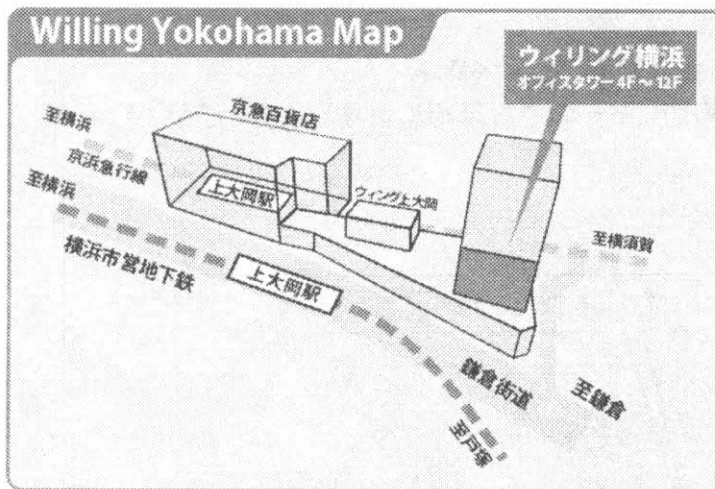 Willing Yokohama Map
ウィリング横浜
オフィスタワー 4F～12F
京急百貨店
至横浜
京浜急行線
上大岡駅
ウィング上大岡
至横浜
至横須賀
横浜市営地下鉄
上大岡駅
鎌倉街道
至鎌倉
至戸塚